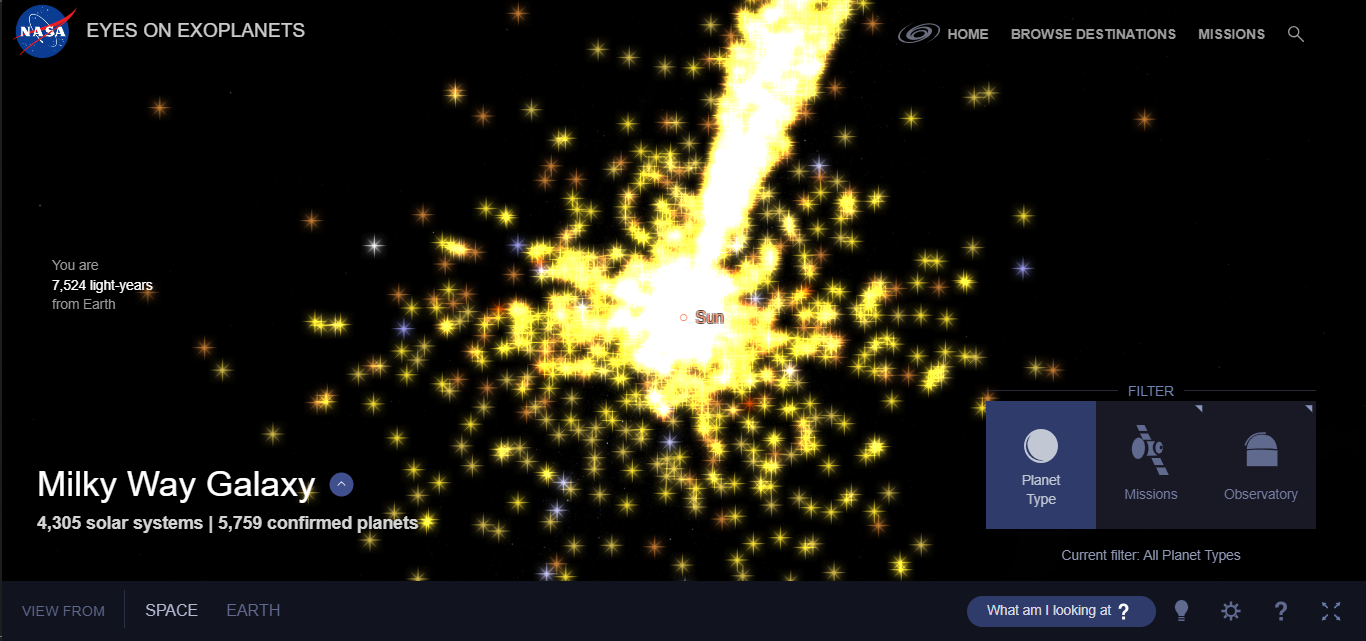 NASA
EYES ON EXOPLANETS
HOME
BROWSE DESTINATIONS
MISSIONS
You are
7,524 light-years
from Earth
Sun
Milky Way Galaxy
4,305 solar systems | 5,759 confirmed planets
FILTER
Planet
Type
Missions
Observatory
Current filter: All Planet Types
VIEW FROM
SPACE
EARTH
What am I looking at ?
?